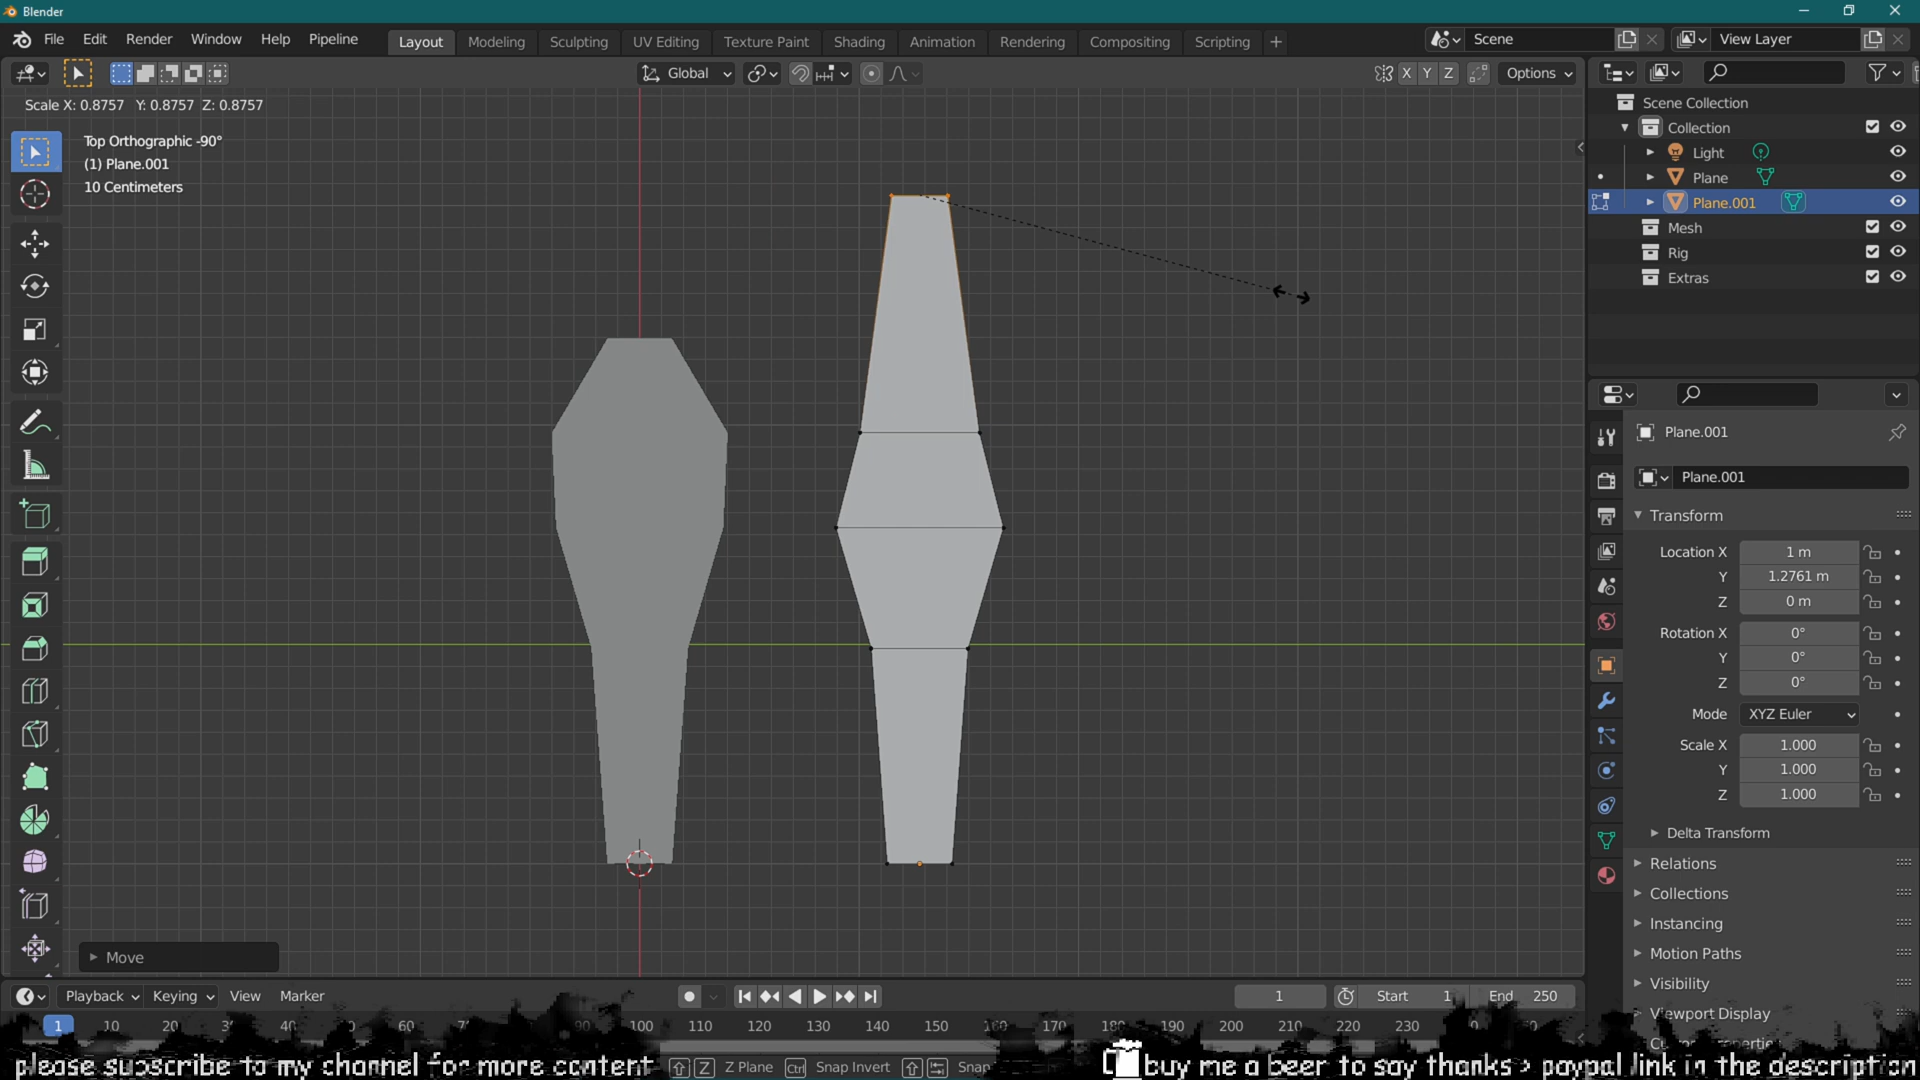 Blender
File Edit Render Window Help Pipeline Layout Modeling Sculpting UV Editing Texture Paint Shading Animation Rendering Compositing Scripting Scene View Layer
Global X Y Z Options
Scale X: 0.8757 Y: 0.8757 Z: 0.8757
Top Orthographic -90°
(1) Plane.001
10 Centimeters
Scene Collection
Collection
Light
Plane
Plane.001
Mesh
Rig
Extras
Plane.001
Plane.001
Transform
Location X 1 m
Y 1.2761 m
Z 0 m
Rotation X 0°
Y 0°
Z 0°
Mode XYZ Euler
Scale X 1.000
Y 1.000
Z 1.000
Delta Transform
Relations
Collections
Instancing
Motion Paths
Visibility
Viewport Display
Move
Playback Keying View Marker 1 Start 1 End 250
1 10 20 40 60 100 110 120 130 140 150 170 180 190 200 210 220 230
Z Z Plane Ctrl Snap Invert Snap
please subscribe to my channel for more content
buy me a beer to say thanks > paypal link in the description